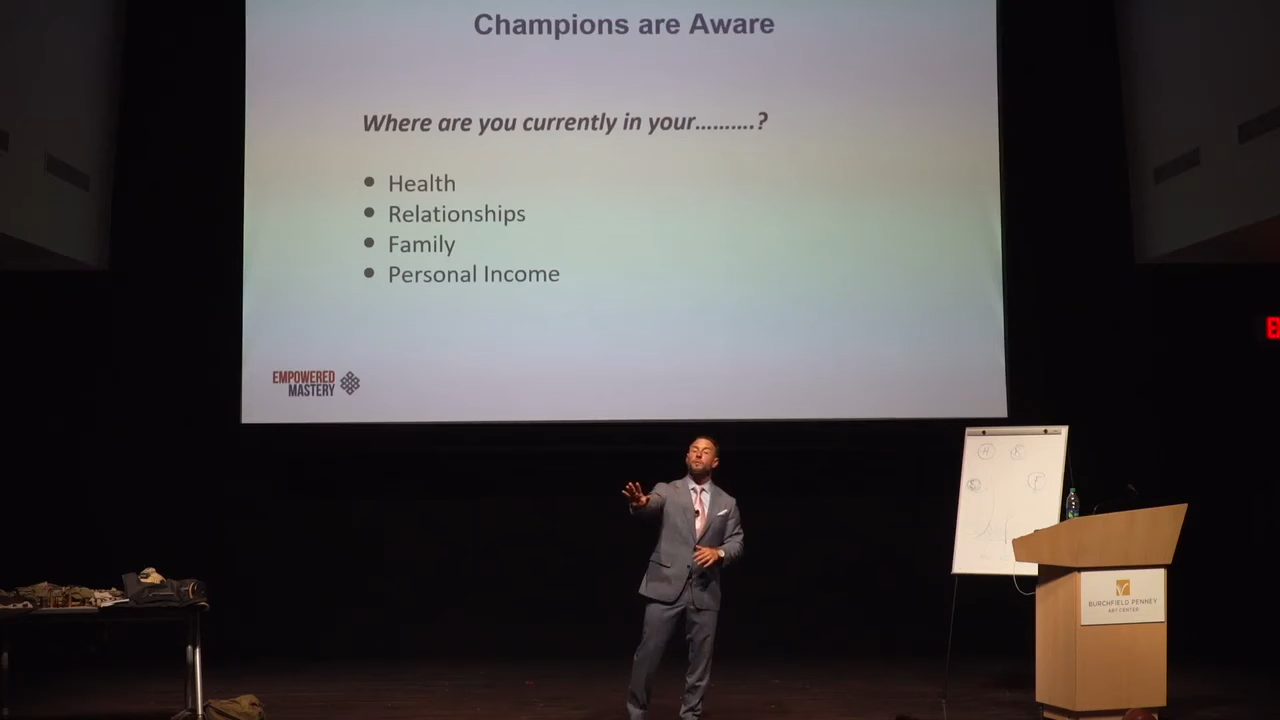 Champions are Aware
Where are you currently in your..........?
• Health
• Relationships
• Family
• Personal Income
EMPOWERED
MASTERY
BURCHFIELD PENNEY
ART CENTER